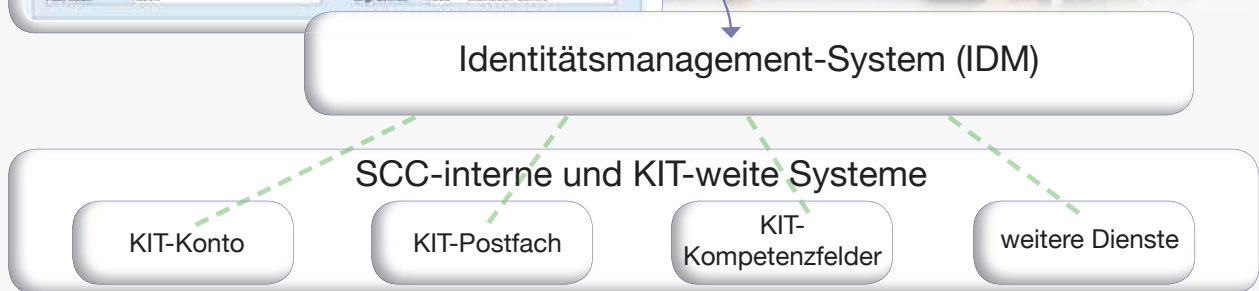 Identitätsmanagement-System (IDM)
SCC-interne und KIT-weite Systeme
KIT-Konto
KIT-Postfach
KIT-
Kompetenzfelder
weitere Dienste